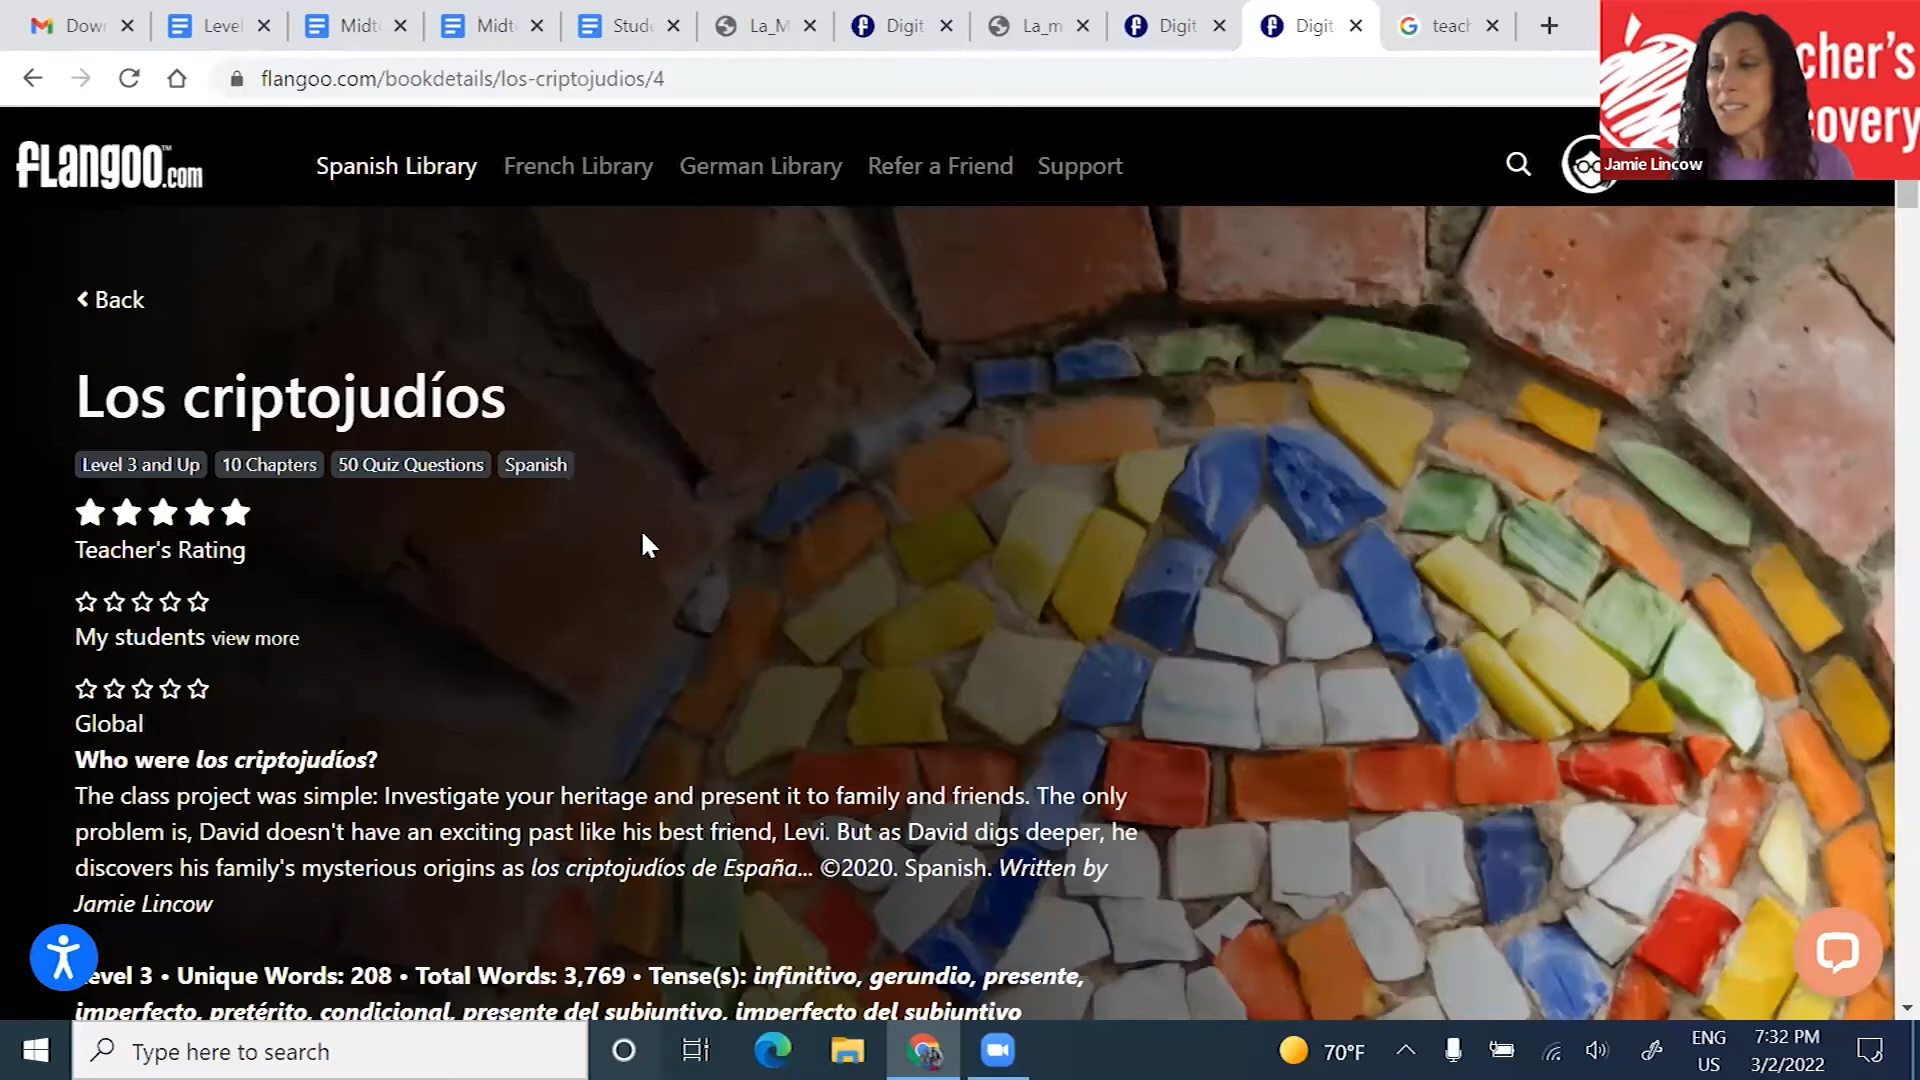 Down
Level
Midt
Midt
Stude
La_M
Digit
La_m
Digit
Digit
teach
flangoo.com/bookdetails/los-criptojudios/4
cher's
covery
Jamie Lincow
FLangoo.com
Spanish Library French Library German Library Refer a Friend Support
Back
Los criptojudíos
Level 3 and Up 10 Chapters 50 Quiz Questions Spanish
Teacher's Rating
My students view more
Global
Who were los criptojudíos?
The class project was simple: Investigate your heritage and present it to family and friends. The only
problem is, David doesn't have an exciting past like his best friend, Levi. But as David digs deeper, he
discovers his family's mysterious origins as los criptojudíos de España... ©2020. Spanish. Written by
Jamie Lincow
Level 3 • Unique Words: 208 • Total Words: 3,769 • Tense(s): infinitivo, gerundio, presente,
imperfecto, pretérito, condicional, presente del subjuntivo, imperfecto del subjuntivo
Type here to search
70°F
ENG
US
7:32 PM
3/2/2022